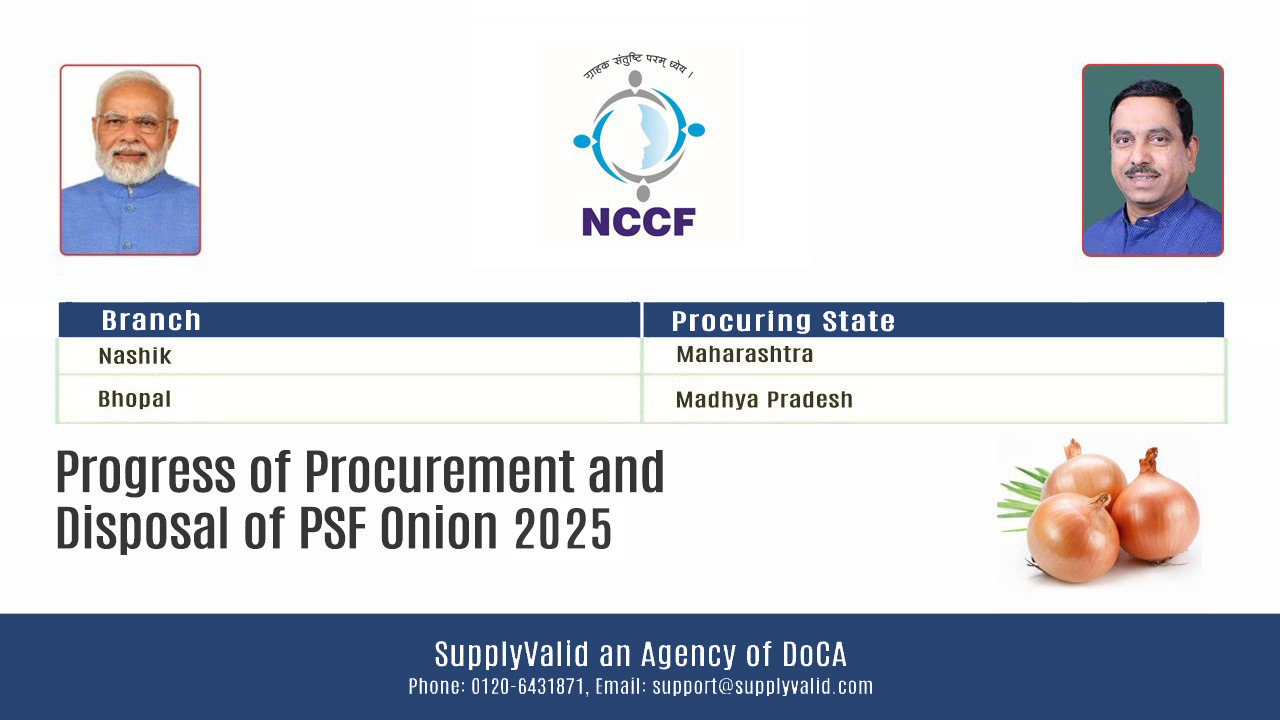 ग्राहक संतुष्टि परम् ध्येय ।
NCCF
Branch Procuring State
Nashik Maharashtra
Bhopal Madhya Pradesh
Progress of Procurement and
Disposal of PSF Onion 2025
SupplyValid an Agency of DoCA
Phone: 0120-6431871, Email: support@supplyvalid.com